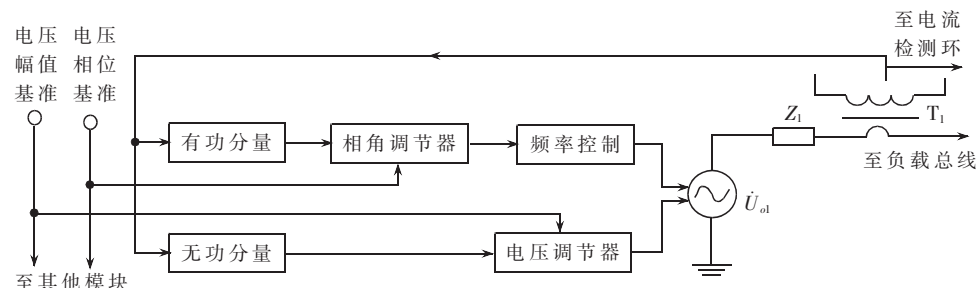 电压
幅值
基准
电压
相位
基准
至电流
检测环
有功分量
相角调节器
频率控制
Z1
T1
至负载总线
U̇o1
无功分量
电压调节器
至其他模块